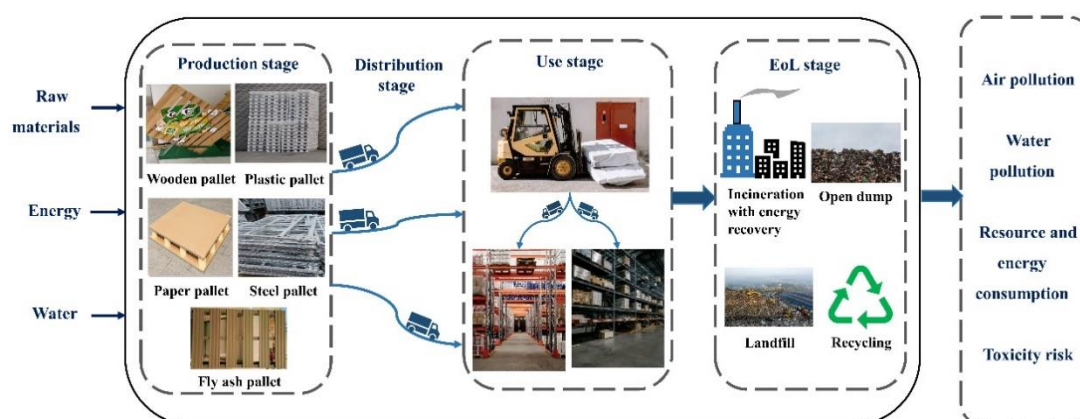 Raw
materials
Energy
Water
Production stage
Wooden pallet
Plastic pallet
Paper pallet
Steel pallet
Fly ash pallet
Distribution
stage
Use stage
EoL stage
Incineration
with energy
recovery
Open dump
Landfill
Recycling
Air pollution
Water
pollution
Resource and
energy
consumption
Toxicity risk